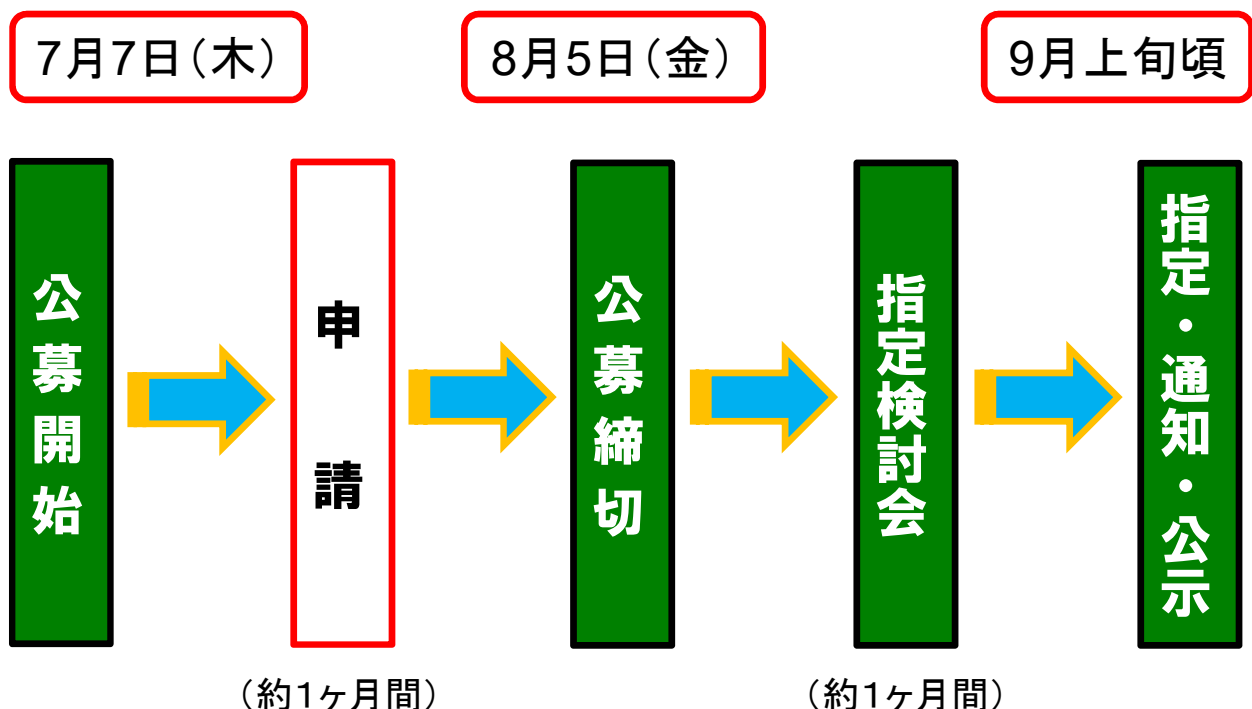 7月7日(木)
8月5日(金)
9月上旬頃
公募開始
申請
公募締切
指定検討会
指定・通知・公示
(約1ヶ月間)
(約1ヶ月間)